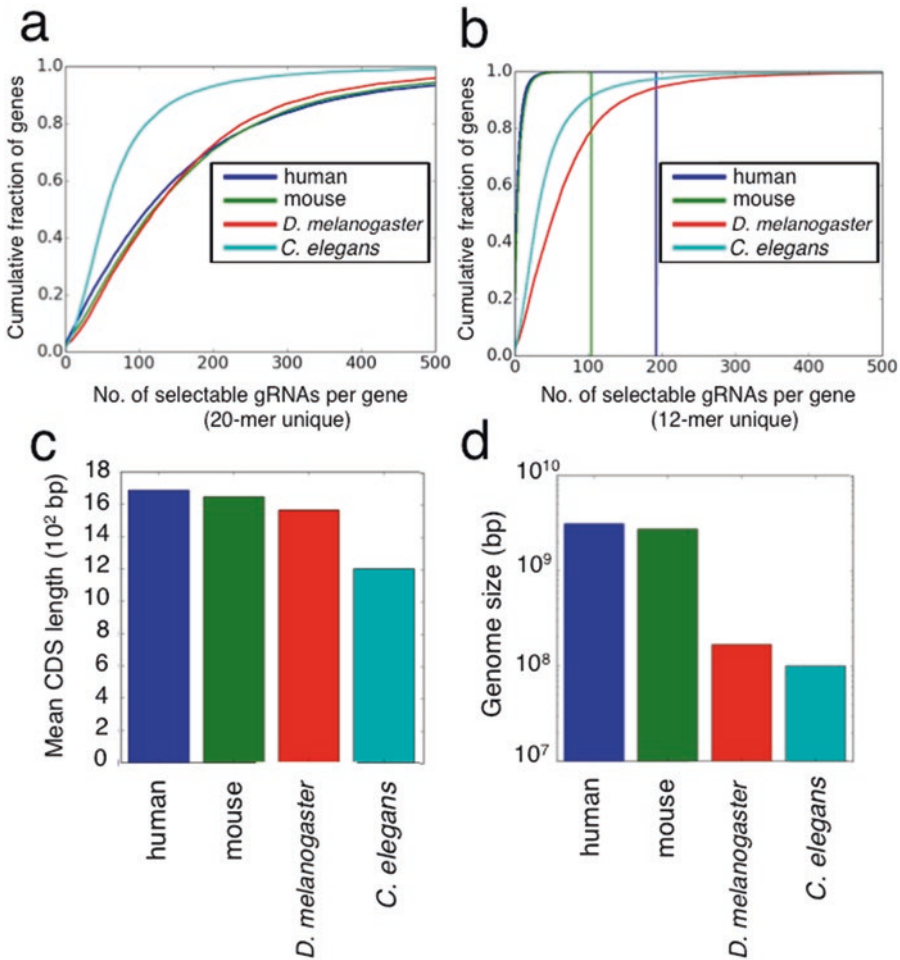 a
1.0
0.8
0.6
0.4
0.2
0.0
0
100
200
300
400
500
Cumulative fraction of genes
human
mouse
D. melanogaster
C. elegans
No. of selectable gRNAs per gene
(20-mer unique)
b
1.0
0.8
0.6
0.4
0.2
0.0
0
100
200
300
400
500
Cumulative fraction of genes
human
mouse
D. melanogaster
C. elegans
No. of selectable gRNAs per gene
(12-mer unique)
c
18
16
14
12
10
8
6
4
2
0
Mean CDS length (10² bp)
human
mouse
D. melanogaster
C. elegans
d
10¹⁰
10⁹
10⁸
10⁷
Genome size (bp)
human
mouse
D. melanogaster
C. elegans